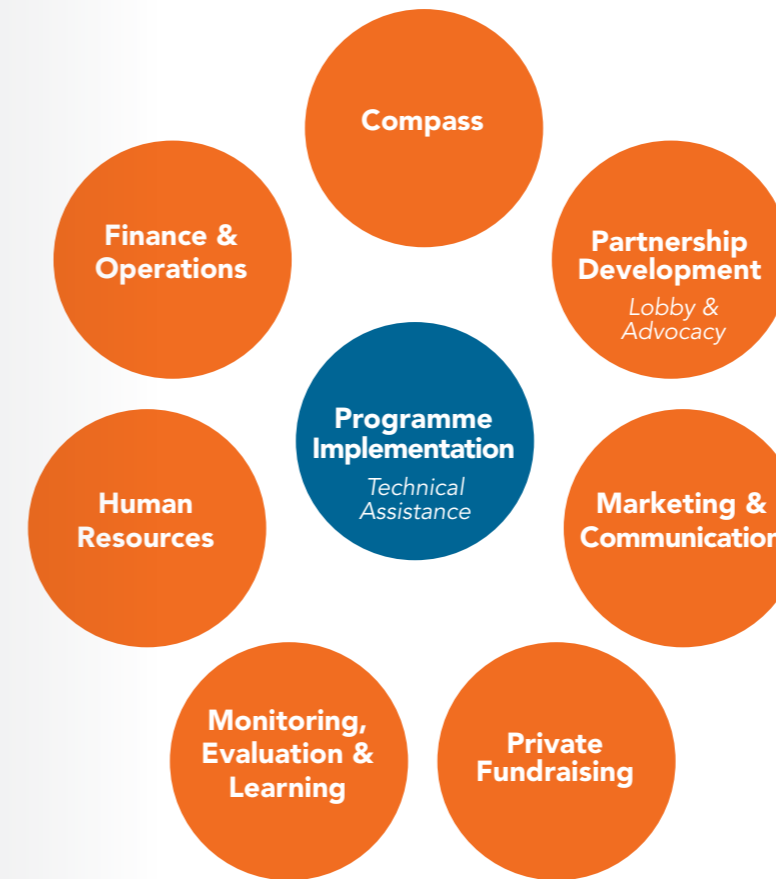 Compass
Finance &
Operations
Partnership
Development
Lobby &
Advocacy
Programme
Implementation
Technical
Assistance
Human
Resources
Marketing &
Communication
Monitoring,
Evaluation &
Learning
Private
Fundraising